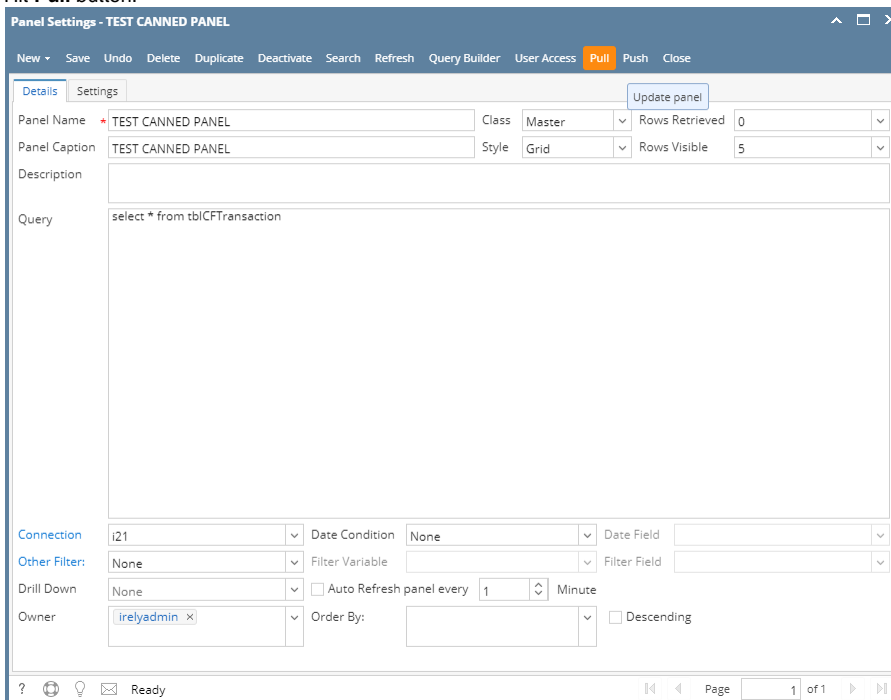 Hit Pull button.
Panel Settings - TEST CANNED PANEL
New Save Undo Delete Duplicate Deactivate Search Refresh Query Builder User Access Pull Push Close
Details Settings
Update panel
Panel Name * TEST CANNED PANEL Class Master Rows Retrieved 0
Panel Caption TEST CANNED PANEL Style Grid Rows Visible 5
Description
Query select * from tblCFTransaction
Connection i21 Date Condition None Date Field
Other Filter: None Filter Variable Filter Field
Drill Down None Auto Refresh panel every 1 Minute
Owner irelyadmin × Order By: Descending
? Ready Page 1 of 1